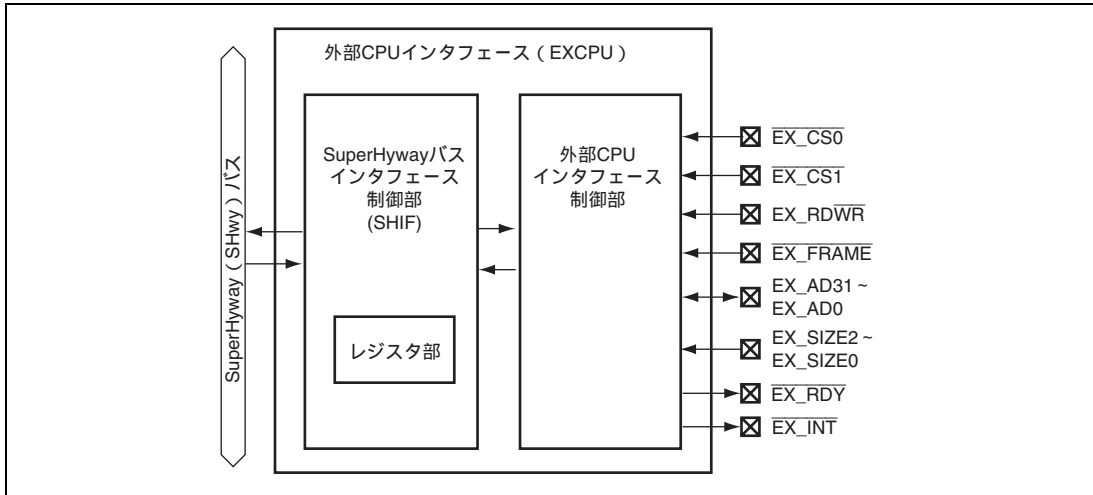 外部CPUインタフェース ( EXCPU )
SuperHyway ( SHwy ) バス
SuperHywayバス
インタフェース
制御部
(SHIF)
レジスタ部
外部CPU
インタフェース
制御部
EX_CS0
EX_CS1
EX_RDWR
EX_FRAME
EX_AD31 ~
EX_AD0
EX_SIZE2 ~
EX_SIZE0
EX_RDY
EX_INT